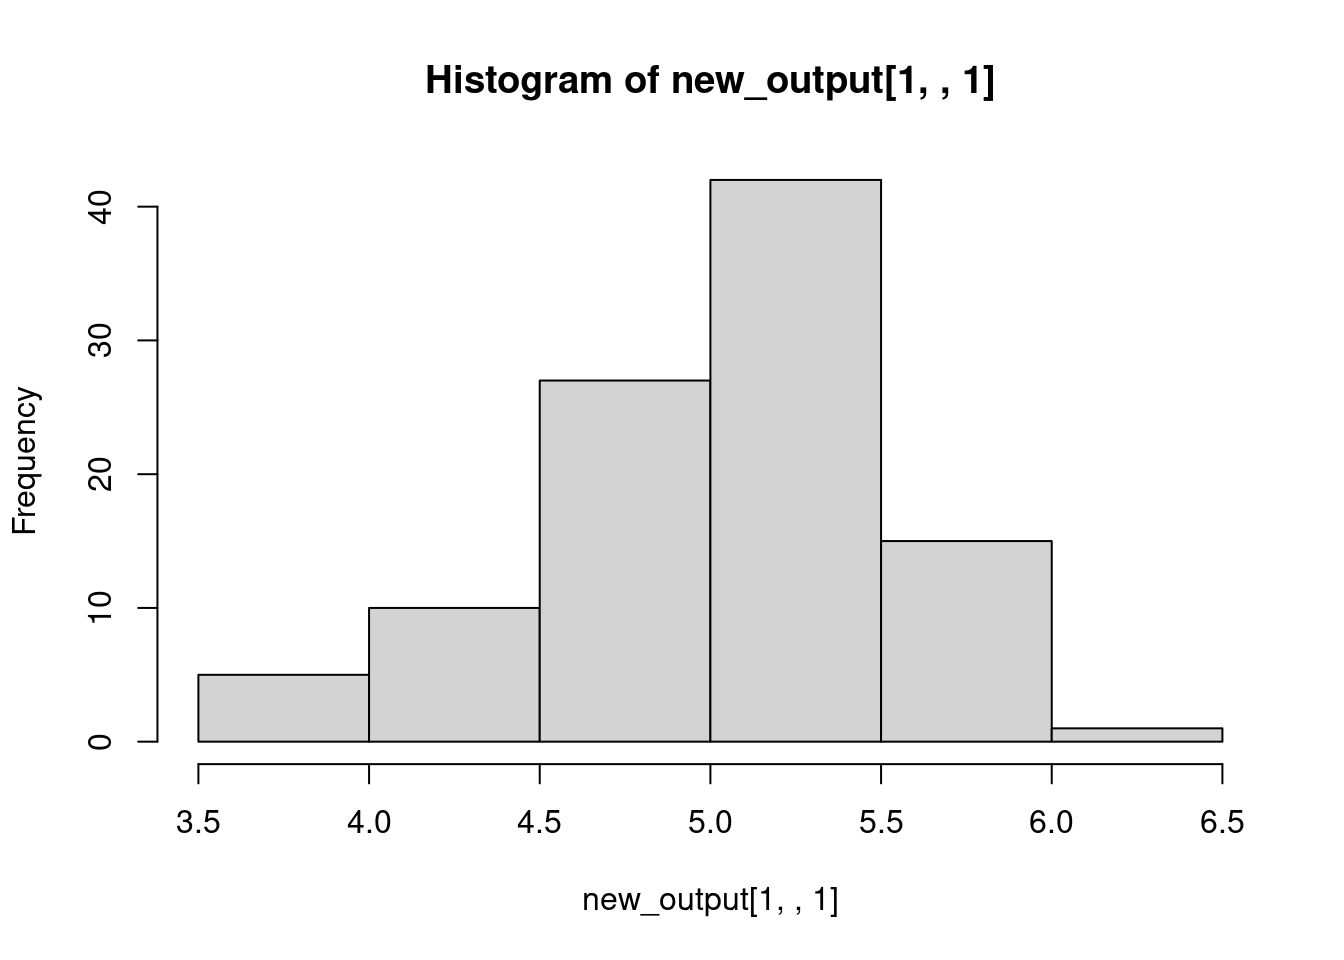 Histogram of new_output[1, , 1]
Frequency
40
30
20
10
0
3.5 4.0 4.5 5.0 5.5 6.0 6.5
new_output[1, , 1]